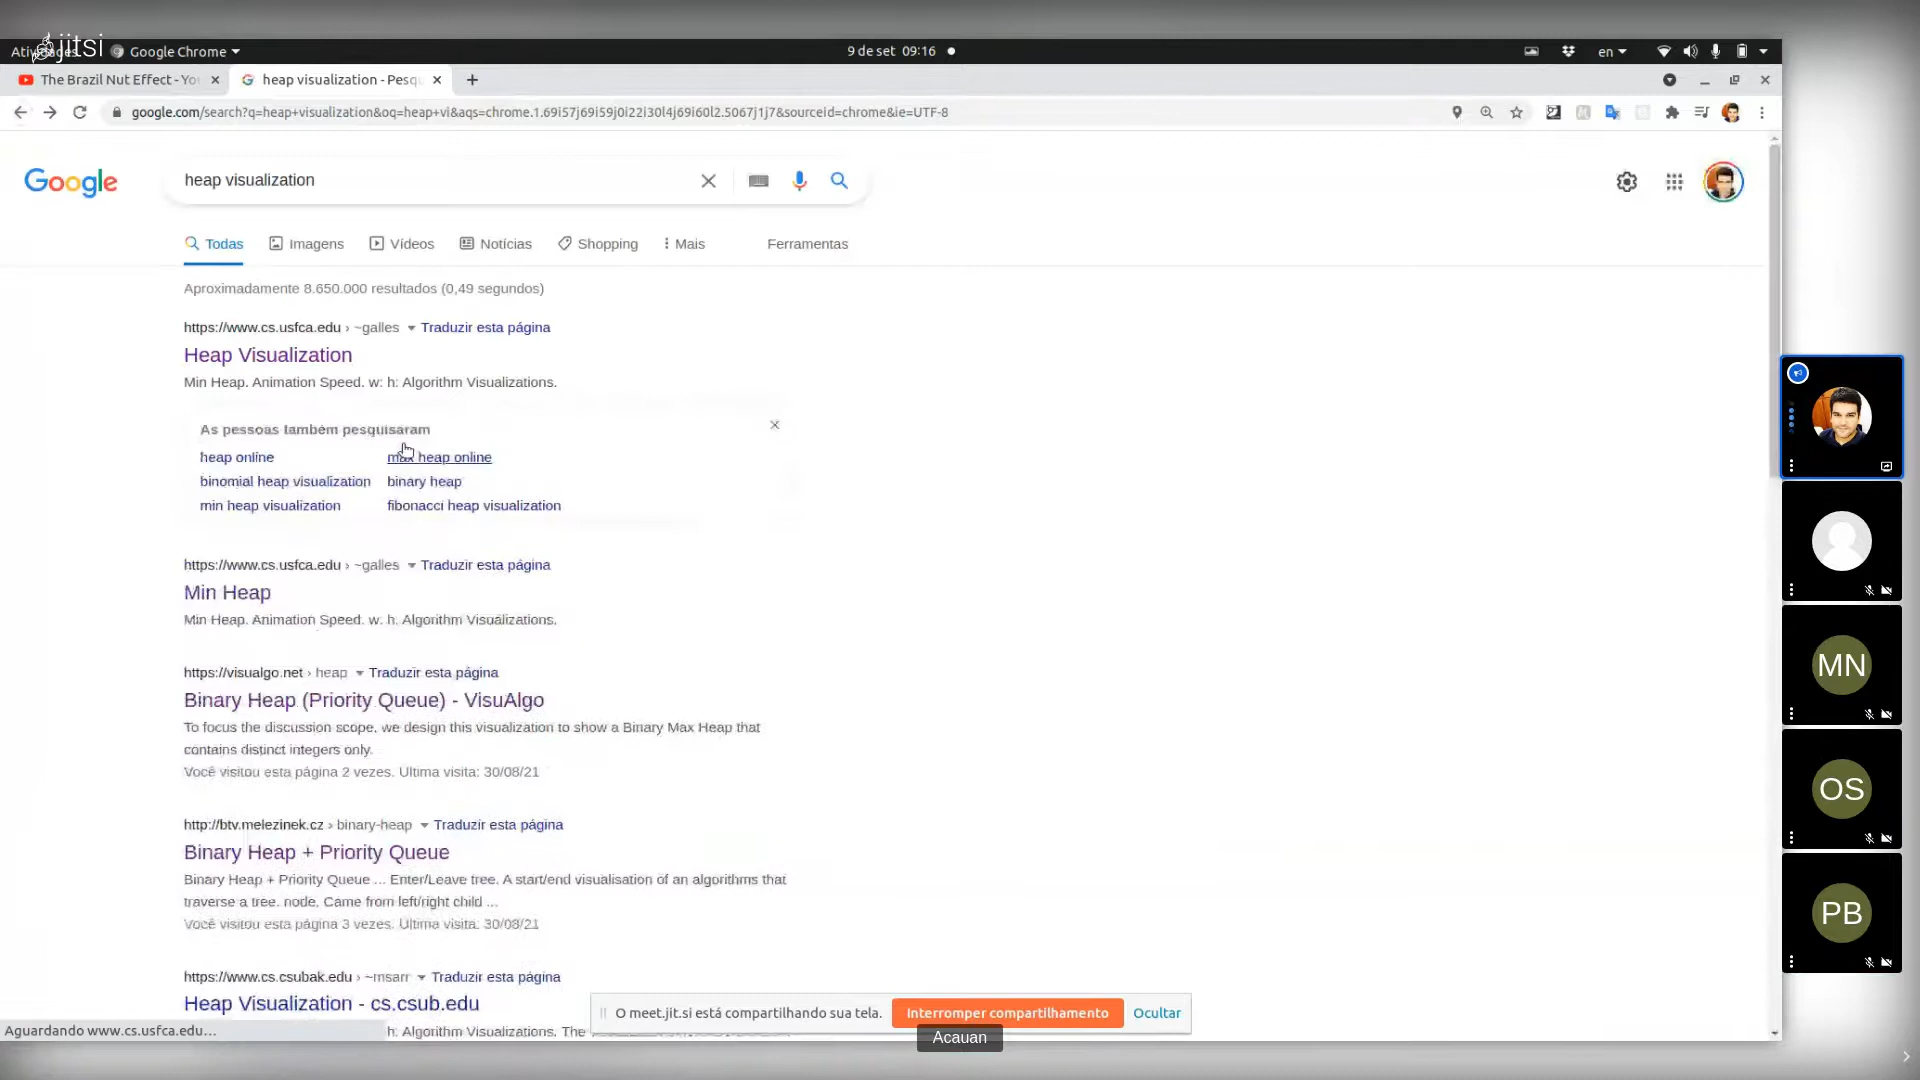 Atividades
jitsi
Google Chrome
9 de set 09:16
en
The Brazil Nut Effect - Yo
heap visualization - Pesq
google.com/search?q=heap+visualization&oq=heap+vi&aqs=chrome.1.69i57j69i59j0i22i30l4j69i60l2.5067j1j7&sourceid=chrome&ie=UTF-8
Google
heap visualization
Todas
Imagens
Vídeos
Notícias
Shopping
Mais
Ferramentas
Aproximadamente 8.650.000 resultados (0,49 segundos)
https://www.cs.usfca.edu › ~galles Traduzir esta página
Heap Visualization
Min Heap. Animation Speed. w: h: Algorithm Visualizations.
As pessoas também pesquisaram
heap online
max heap online
binomial heap visualization
binary heap
min heap visualization
fibonacci heap visualization
https://www.cs.usfca.edu › ~galles Traduzir esta página
Min Heap
Min Heap. Animation Speed. w: h: Algorithm Visualizations.
https://visualgo.net › heap Traduzir esta página
Binary Heap (Priority Queue) - VisuAlgo
To focus the discussion scope, we design this visualization to show a Binary Max Heap that
contains distinct integers only.
Você visitou esta página 2 vezes. Última visita: 30/08/21
http://btv.melezinek.cz › binary-heap Traduzir esta página
Binary Heap + Priority Queue
Binary Heap + Priority Queue ... Enter/Leave tree. A start/end visualisation of an algorithms that
traverse a tree. node. Came from left/right child ...
Você visitou esta página 3 vezes. Última visita: 30/08/21
https://www.cs.csubak.edu › ~msarr Traduzir esta página
Heap Visualization - cs.csub.edu
h: Algorithm Visualizations. The
Aguardando www.cs.usfca.edu...
O meet.jit.si está compartilhando sua tela.
Interromper compartilhamento
Ocultar
Acauan
MN
OS
PB